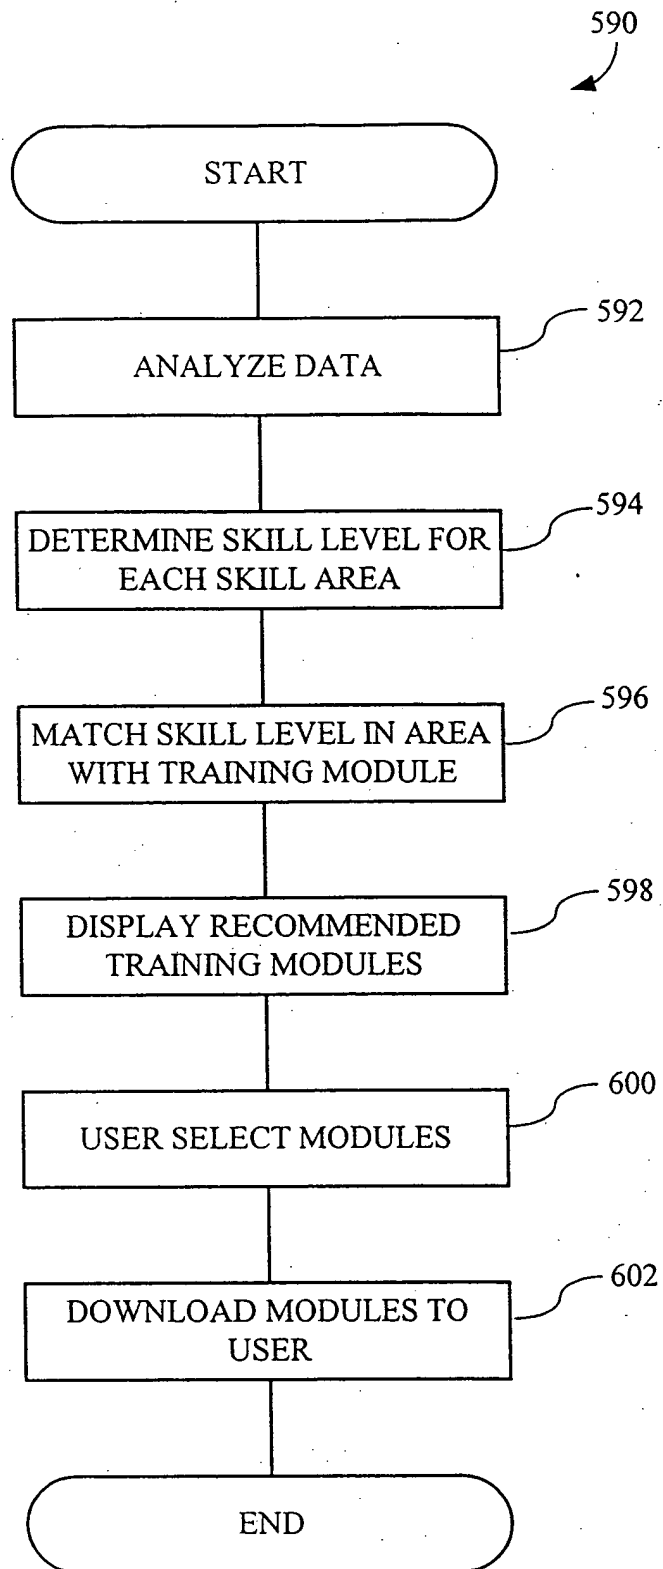 590
START
592
ANALYZE DATA
594
DETERMINE SKILL LEVEL FOR
EACH SKILL AREA
596
MATCH SKILL LEVEL IN AREA
WITH TRAINING MODULE
598
DISPLAY RECOMMENDED
TRAINING MODULES
600
USER SELECT MODULES
602
DOWNLOAD MODULES TO
USER
END